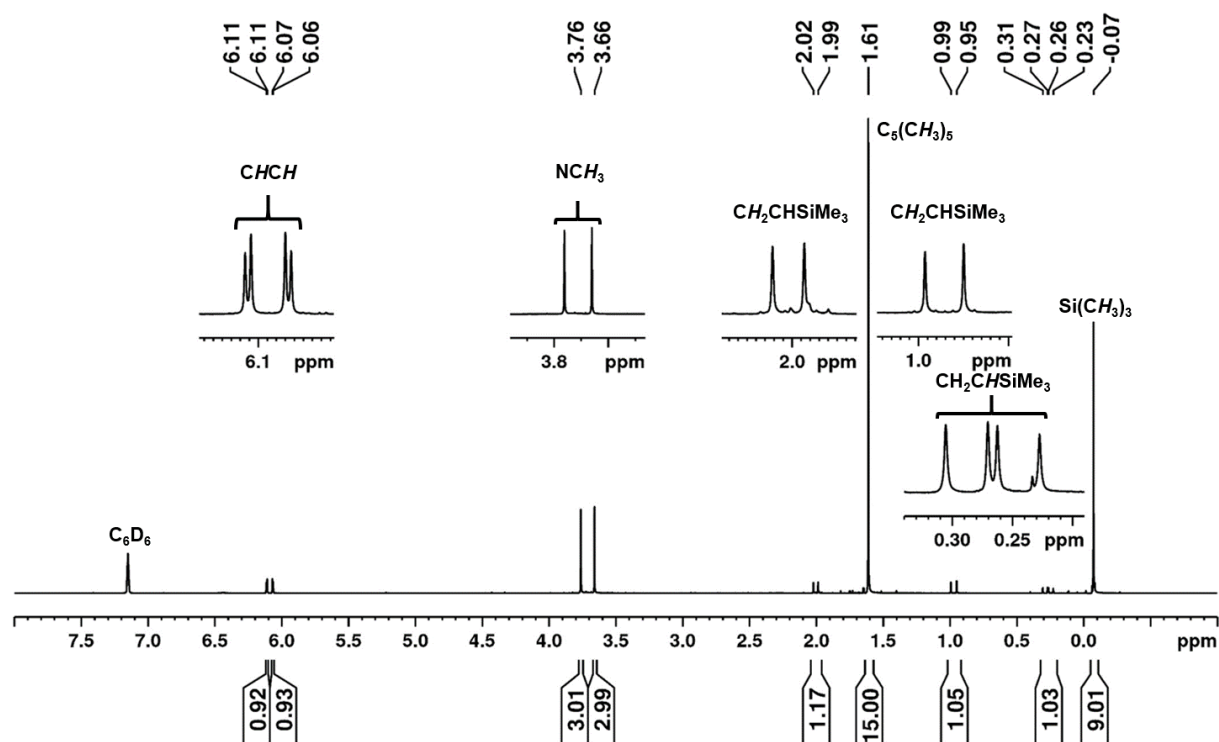 6.11 6.11 6.07 6.06 3.76 3.66 2.02 1.99 1.61 0.99 0.95 0.31 0.27 0.26 0.23 -0.07
C₅(CH₃)₅
CHCH
NCH₃
CH₂CHSiMe₃
CH₂CHSiMe₃
Si(CH₃)₃
6.1 ppm
3.8 ppm
2.0 ppm
1.0 ppm
CH₂CHSiMe₃
0.30 0.25 ppm
C₆D₆
7.5 7.0 6.5 6.0 5.5 5.0 4.5 4.0 3.5 3.0 2.5 2.0 1.5 1.0 0.5 0.0 ppm
0.92 0.93 3.01 2.99 1.17 15.00 1.05 1.03 9.01